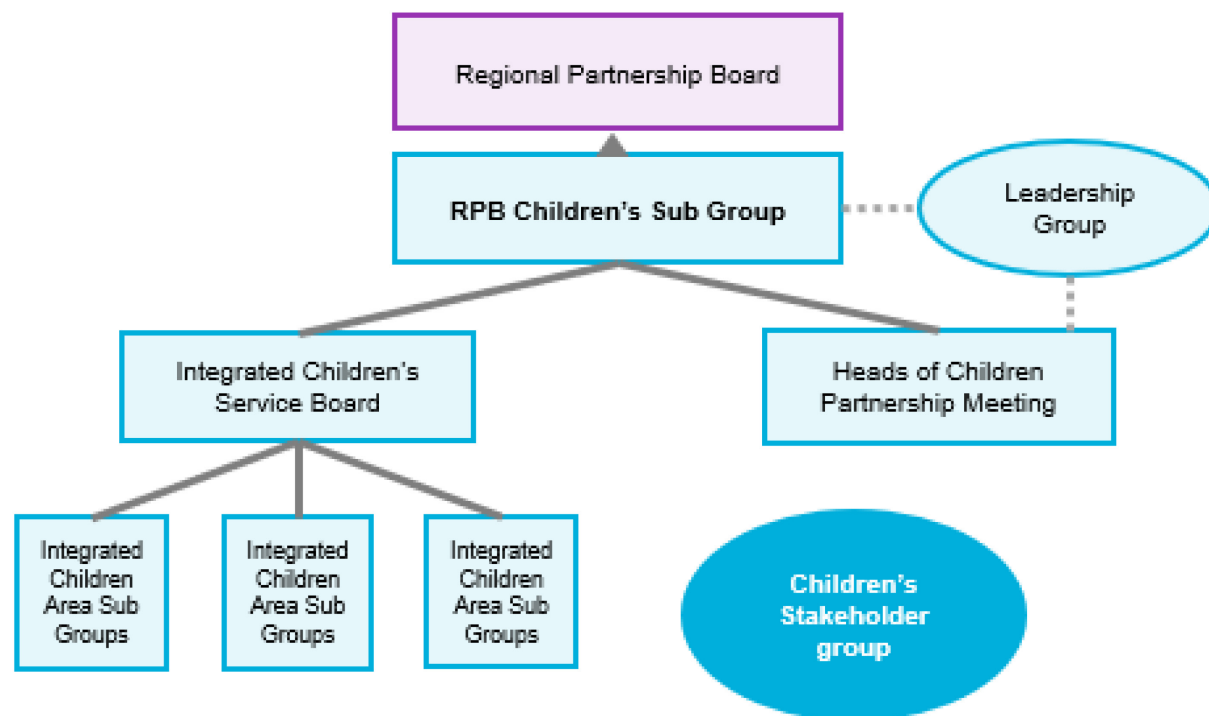 Regional Partnership Board
RPB Children's Sub Group
Leadership
Group
Integrated Children's
Service Board
Heads of Children
Partnership Meeting
Integrated
Children
Area Sub
Groups
Integrated
Children
Area Sub
Groups
Integrated
Children
Area Sub
Groups
Children's
Stakeholder
group